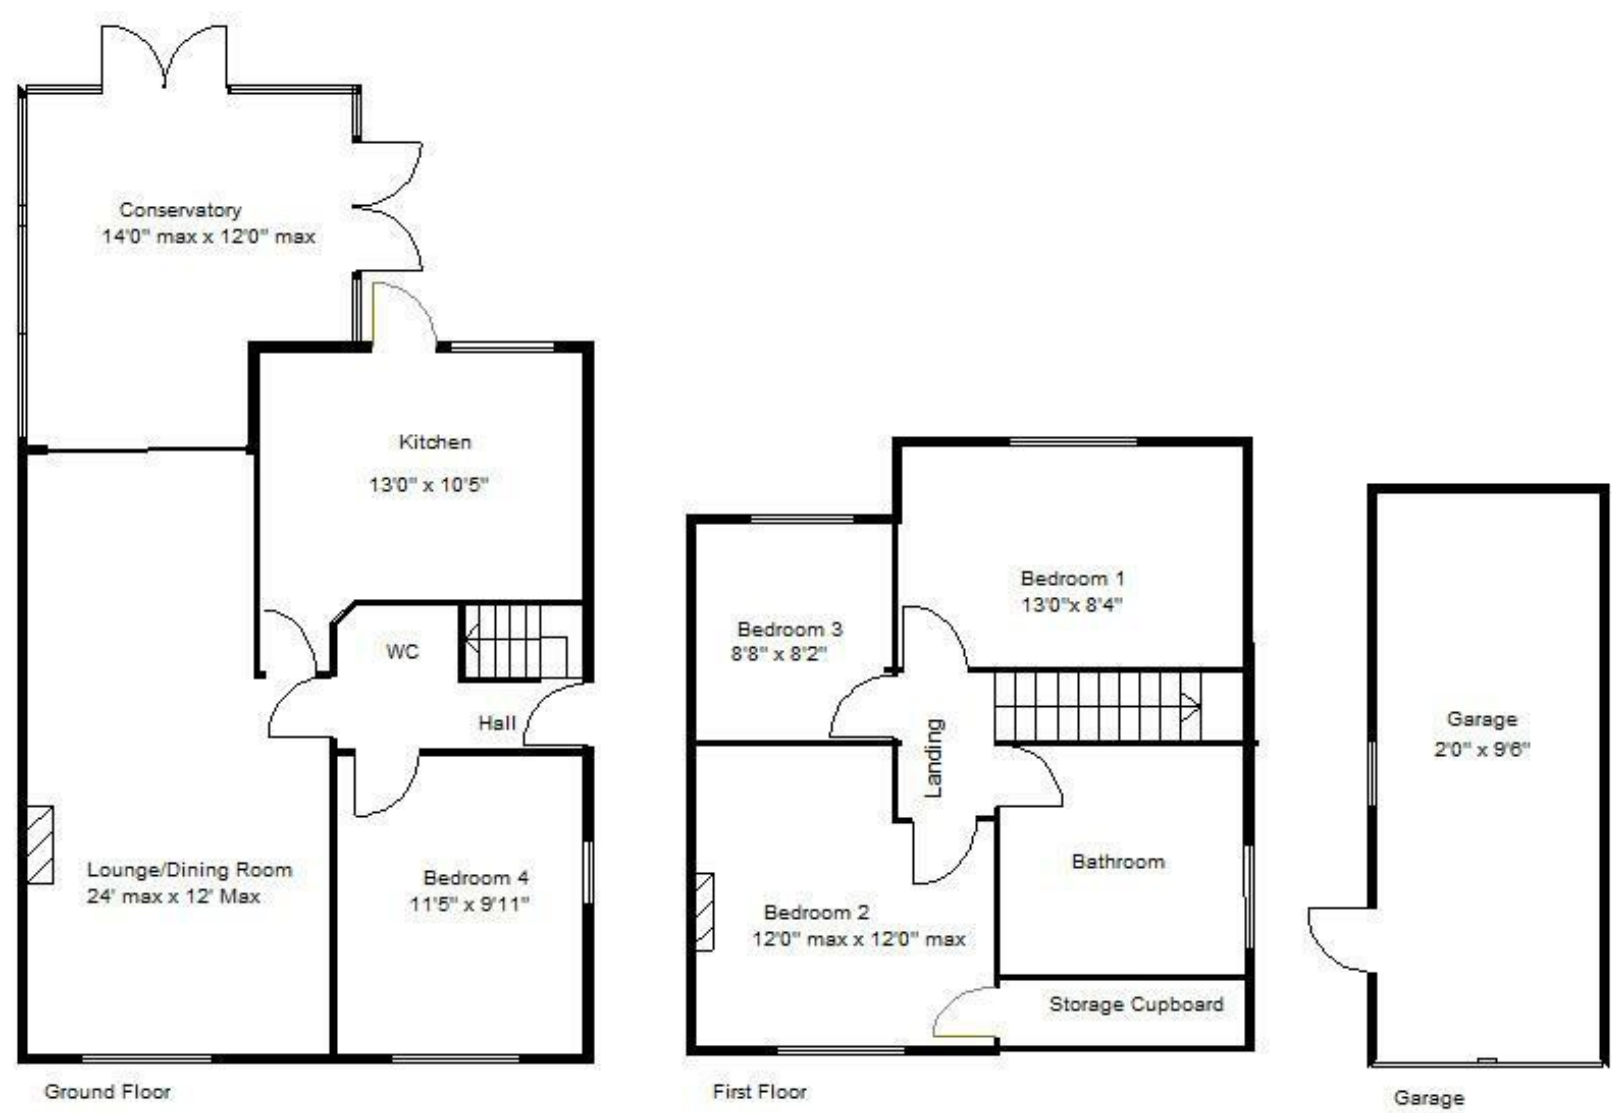 Conservatory
14'0" max x 12'0" max
Kitchen
13'0" x 10'5"
WC
Hall
Lounge/Dining Room
24' max x 12' Max
Bedroom 4
11'5" x 9'11"
Ground Floor
Bedroom 1
13'0"x 8'4"
Bedroom 3
8'8" x 8'2"
Landing
Bathroom
Bedroom 2
12'0" max x 12'0" max
Storage Cupboard
First Floor
Garage
2'0" x 9'6"
Garage